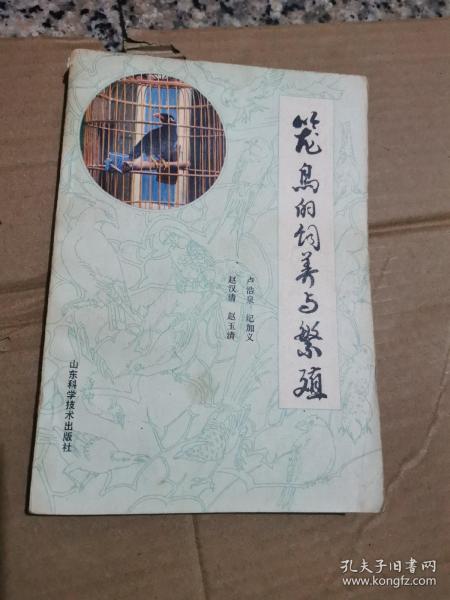 笼鸟的饲养与繁殖
卢浩泉 纪加义
赵汉清 赵玉清
山东科学技术出版社
孔夫子旧书网
www.kongfz.com